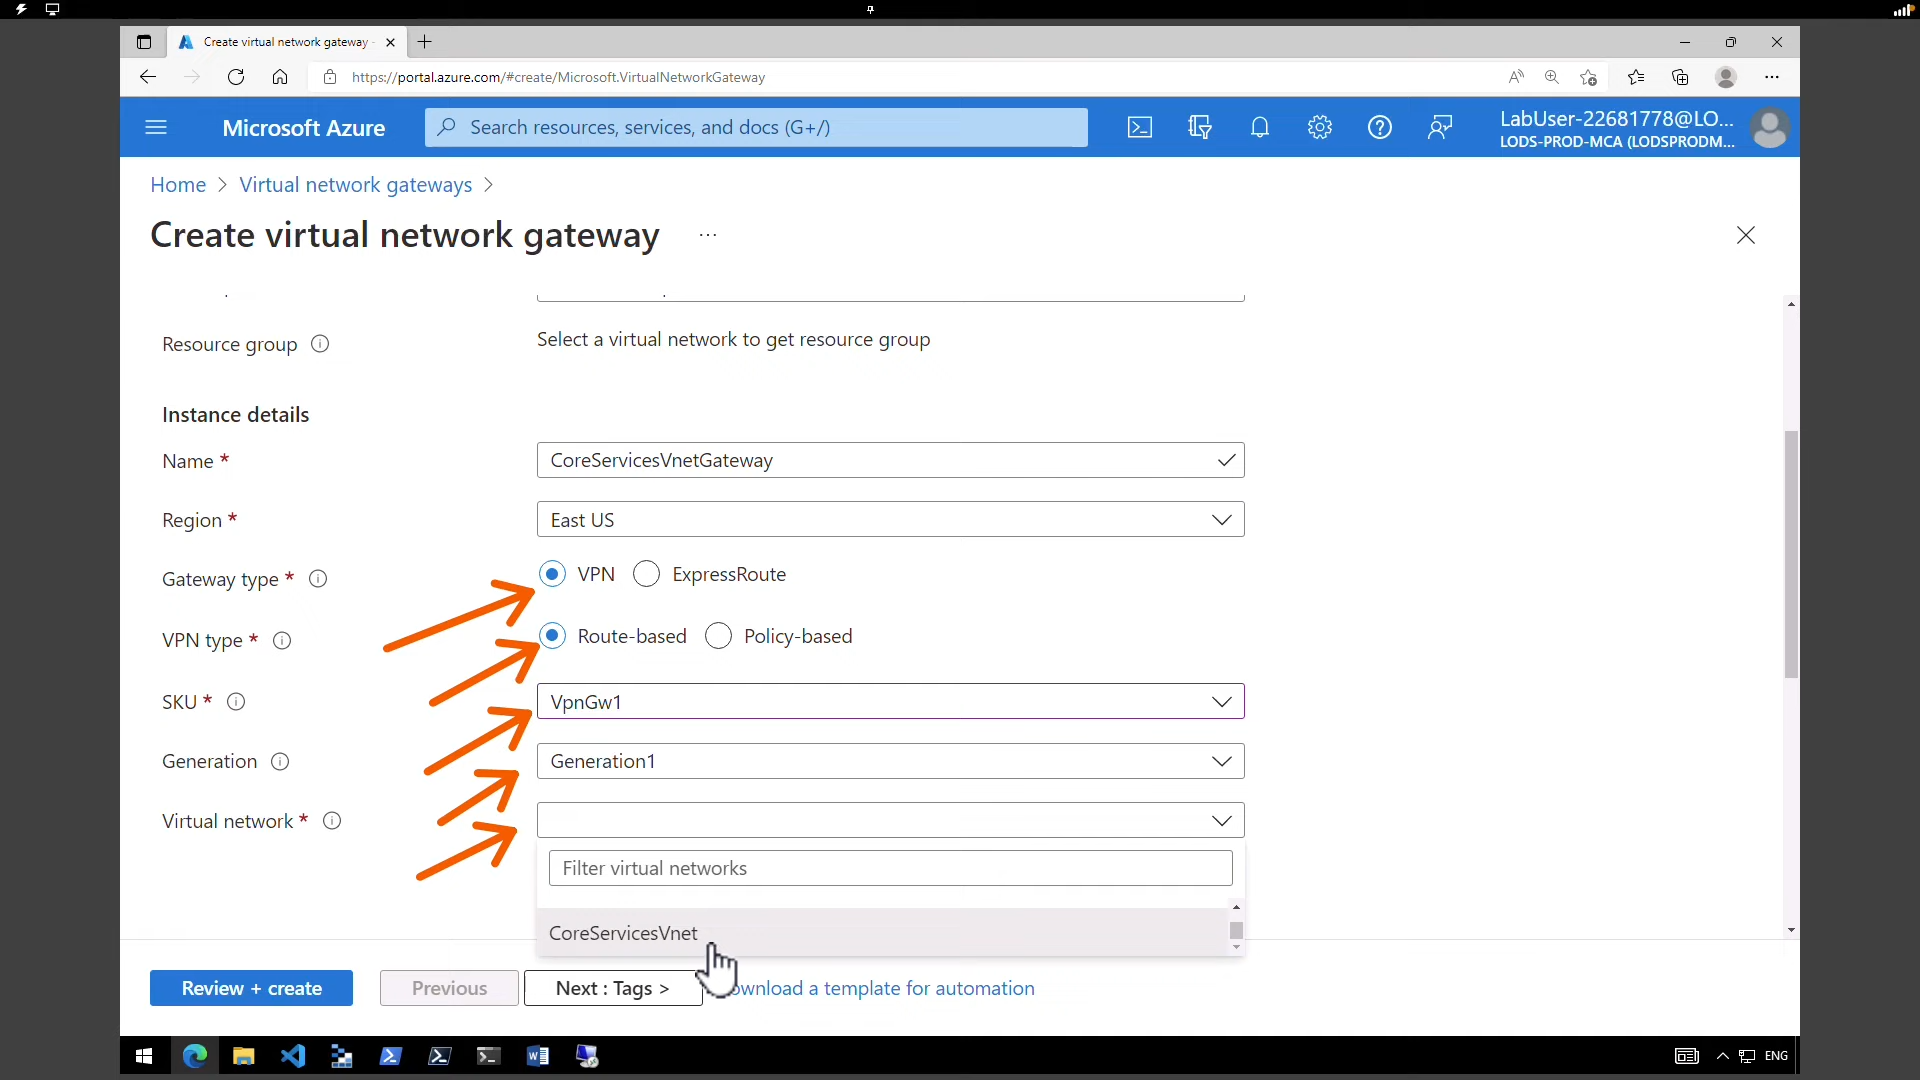 Create virtual network gateway
https://portal.azure.com/#create/Microsoft.VirtualNetworkGateway
Microsoft Azure
Search resources, services, and docs (G+/)
LabUser-22681778@LO...
LODS-PROD-MCA (LODSPRODM...
Home > Virtual network gateways >
Create virtual network gateway ...
Resource group
Select a virtual network to get resource group
Instance details
Name *
CoreServicesVnetGateway
Region *
East US
Gateway type *
VPN
ExpressRoute
VPN type *
Route-based
Policy-based
SKU *
VpnGw1
Generation
Generation1
Virtual network *
Filter virtual networks
CoreServicesVnet
Review + create
Previous
Next : Tags >
ownload a template for automation
ENG